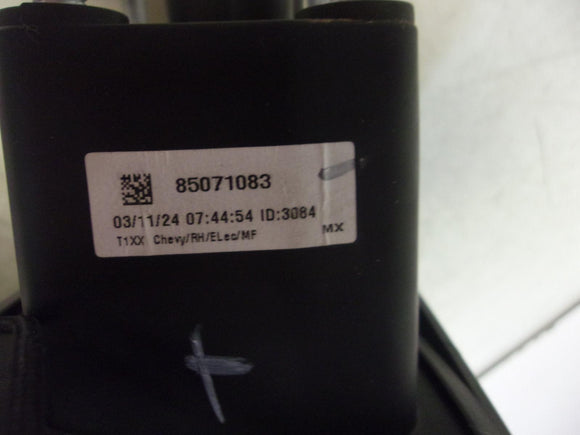 85071083
03/11/24 07:44:54 ID:3084
T1XX Chevy/RH/ELec/MF
MX